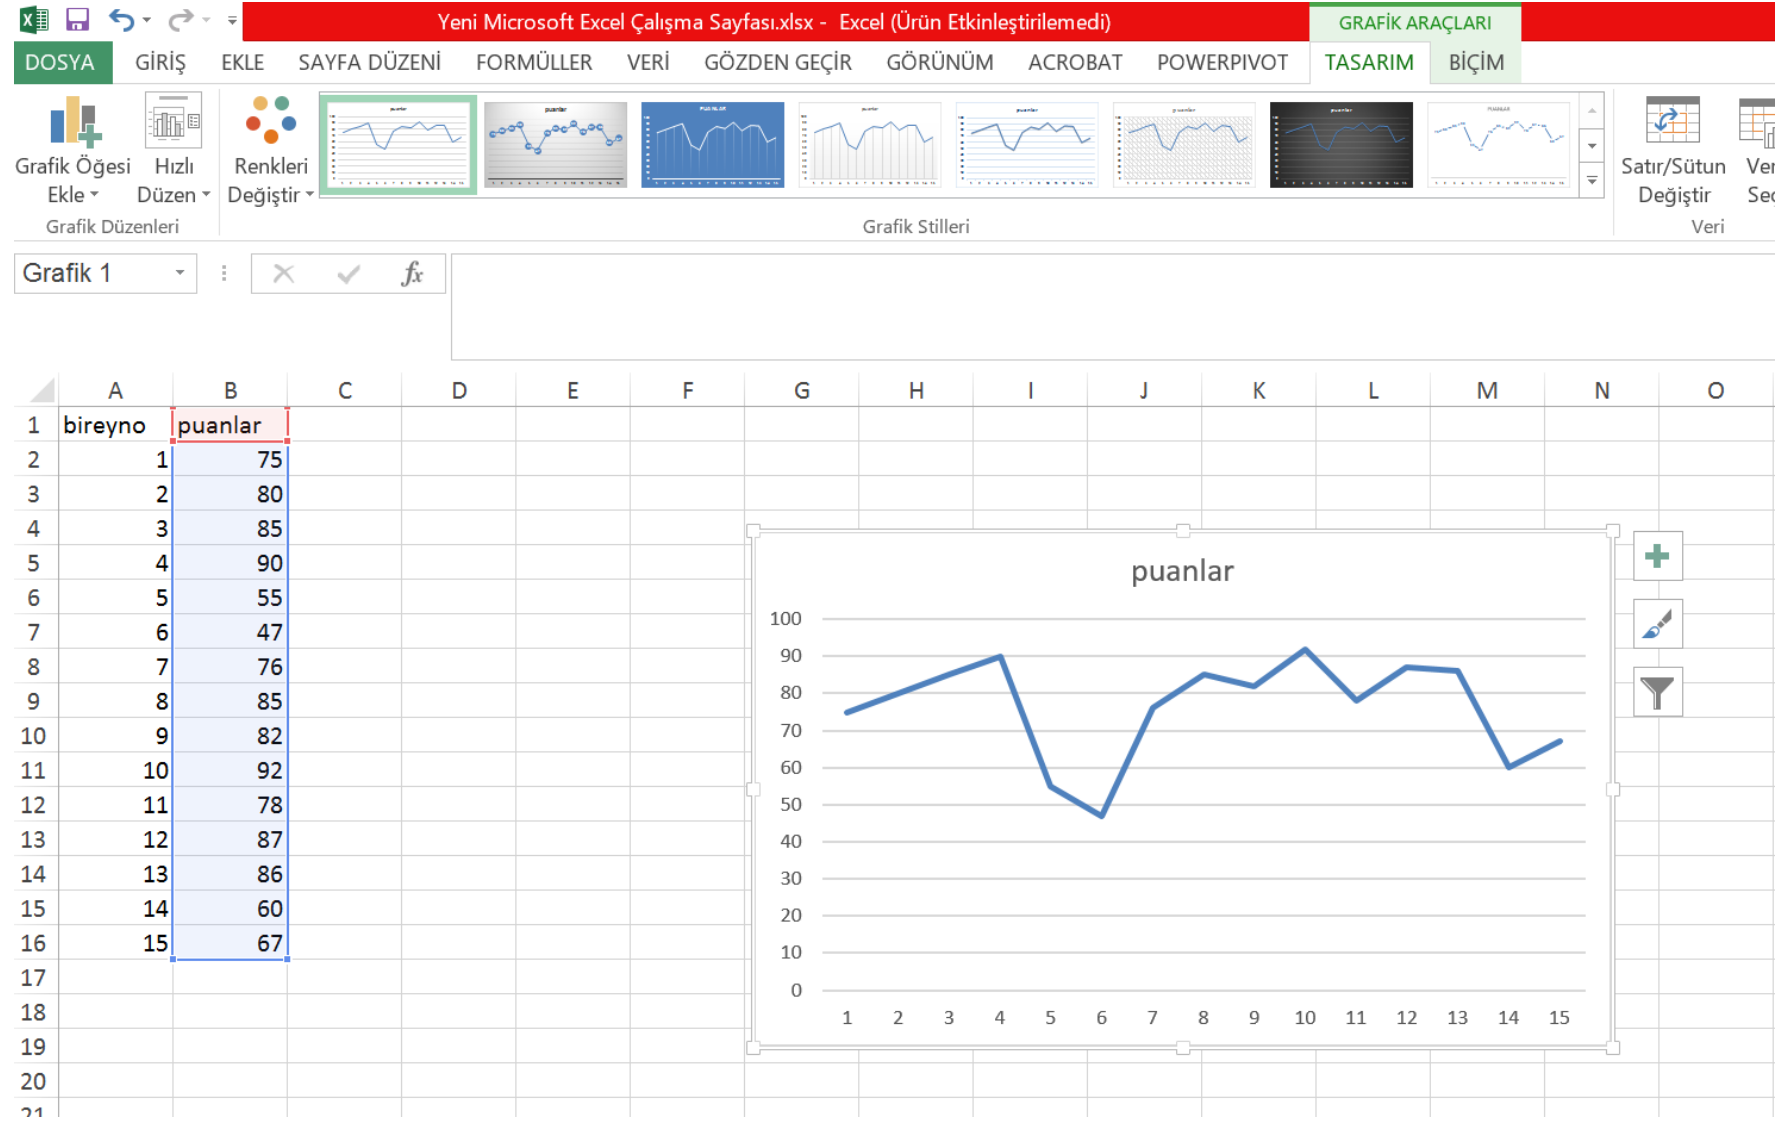 Yeni Microsoft Excel Çalışma Sayfası.xlsx - Excel (Ürün Etkinleştirilemedi)
GRAFİK ARAÇLARI
DOSYA GİRİŞ EKLE SAYFA DÜZENİ FORMÜLLER VERİ GÖZDEN GEÇİR GÖRÜNÜM ACROBAT POWERPIVOT TASARIM BİÇİM
Grafik Öğesi Ekle
Hızlı Düzen
Renkleri Değiştir
Satır/Sütun Değiştir
Grafik Düzenleri
Grafik Stilleri
Veri
Grafik 1
fx
A B C D E F G H I J K L M N O
1 bireyno puanlar
2 1 75
3 2 80
4 3 85
5 4 90
6 5 55
7 6 47
8 7 76
9 8 85
10 9 82
11 10 92
12 11 78
13 12 87
14 13 86
15 14 60
16 15 67
17
18
19
20
21
puanlar
100
90
80
70
60
50
40
30
20
10
0
1 2 3 4 5 6 7 8 9 10 11 12 13 14 15